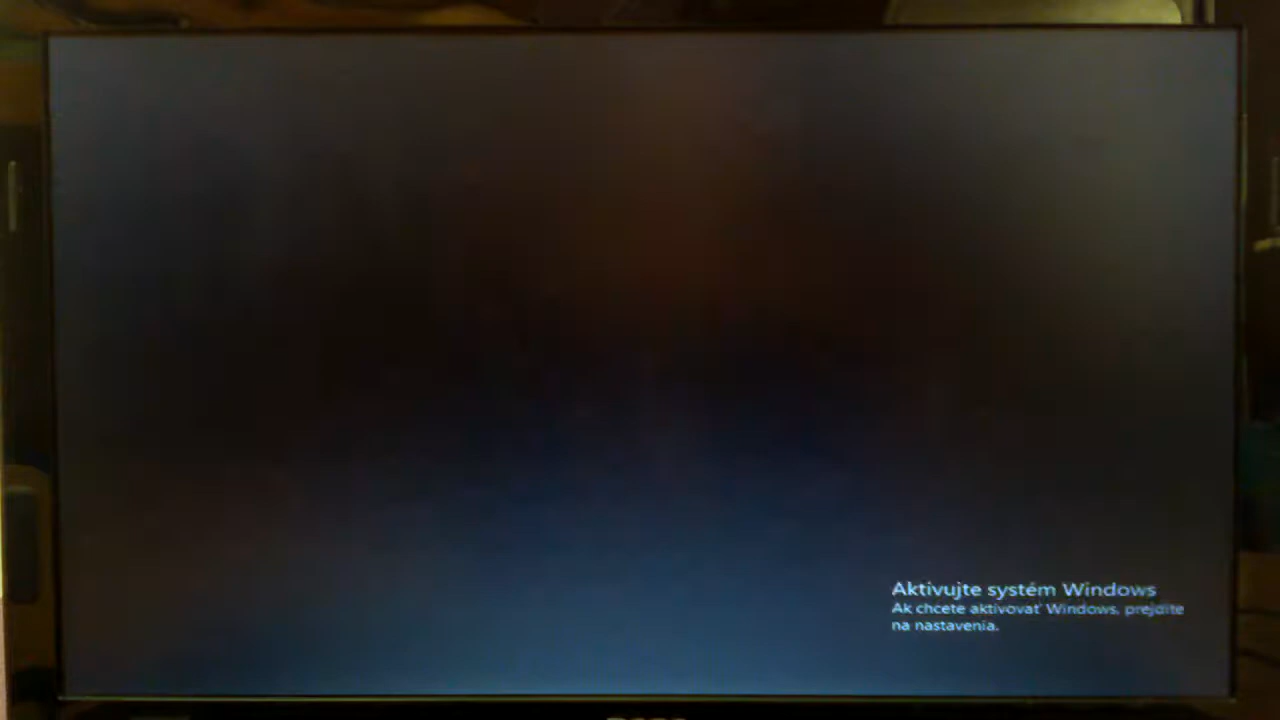 Aktivujte systém Windows
Ak chcete aktivovať Windows, prejdite
na nastavenia.